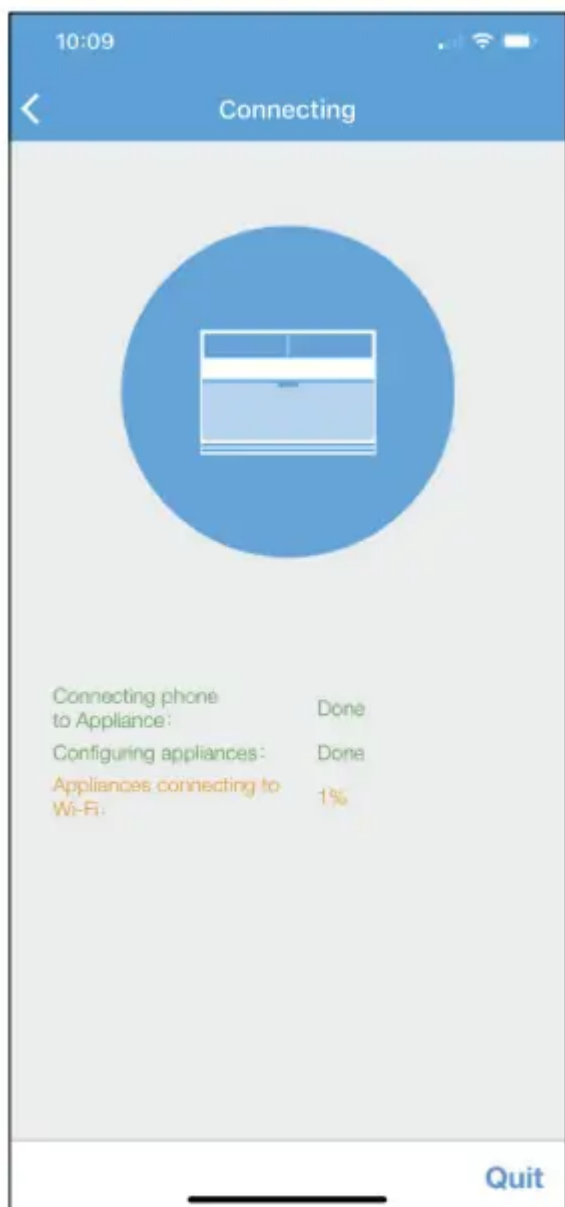 10:09
Connecting
Connecting phone
to Appliance:
Done
Configuring appliances:
Done
Appliances connecting to
Wi-Fi:
1%
Quit